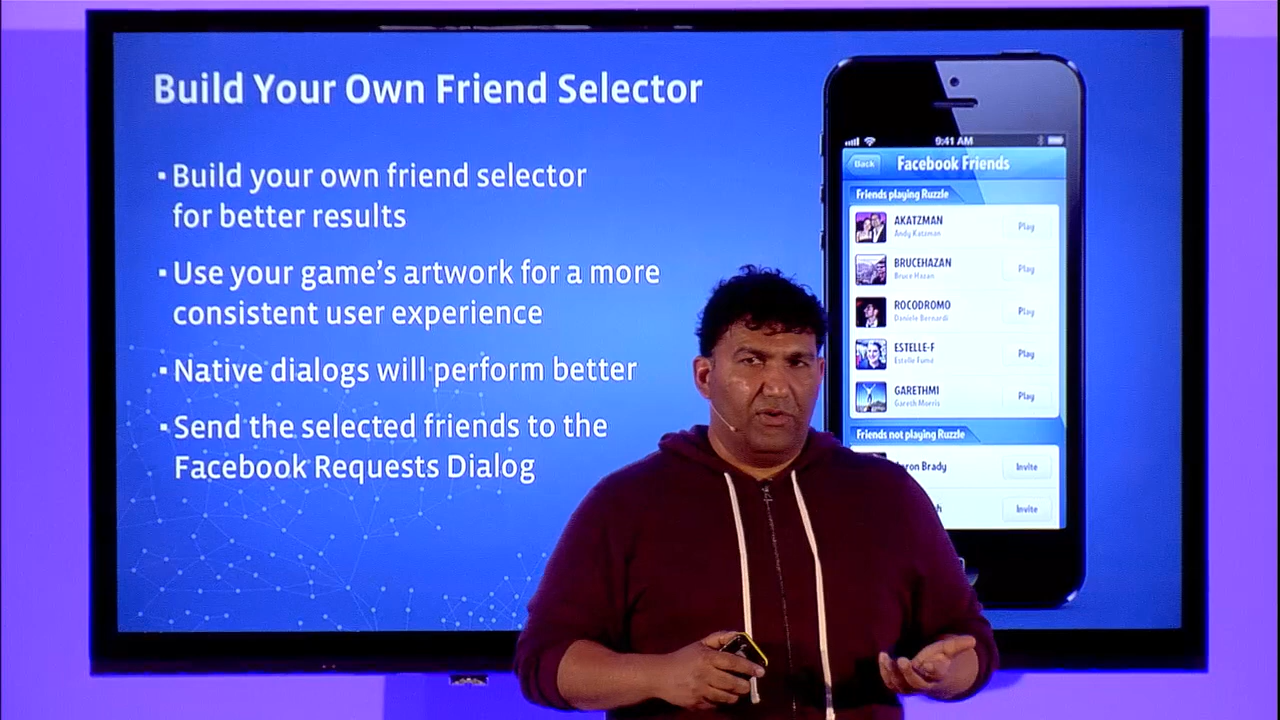 Build Your Own Friend Selector
▪ Build your own friend selector
for better results
▪ Use your game's artwork for a more
consistent user experience
▪ Native dialogs will perform better
▪ Send the selected friends to the
Facebook Requests Dialog
9:41 AM
Back
Facebook Friends
Friends playing Ruzzle
AKATZMAN
Andy Katzman
Play
BRUCEHAZAN
Bruce Hazan
Play
ROCODROMO
Daniele Bernardi
Play
ESTELLE-F
Estelle Fumé
Play
GARETHMI
Gareth Morris
Play
Friends not playing Ruzzle
Brady
Invite
Invite